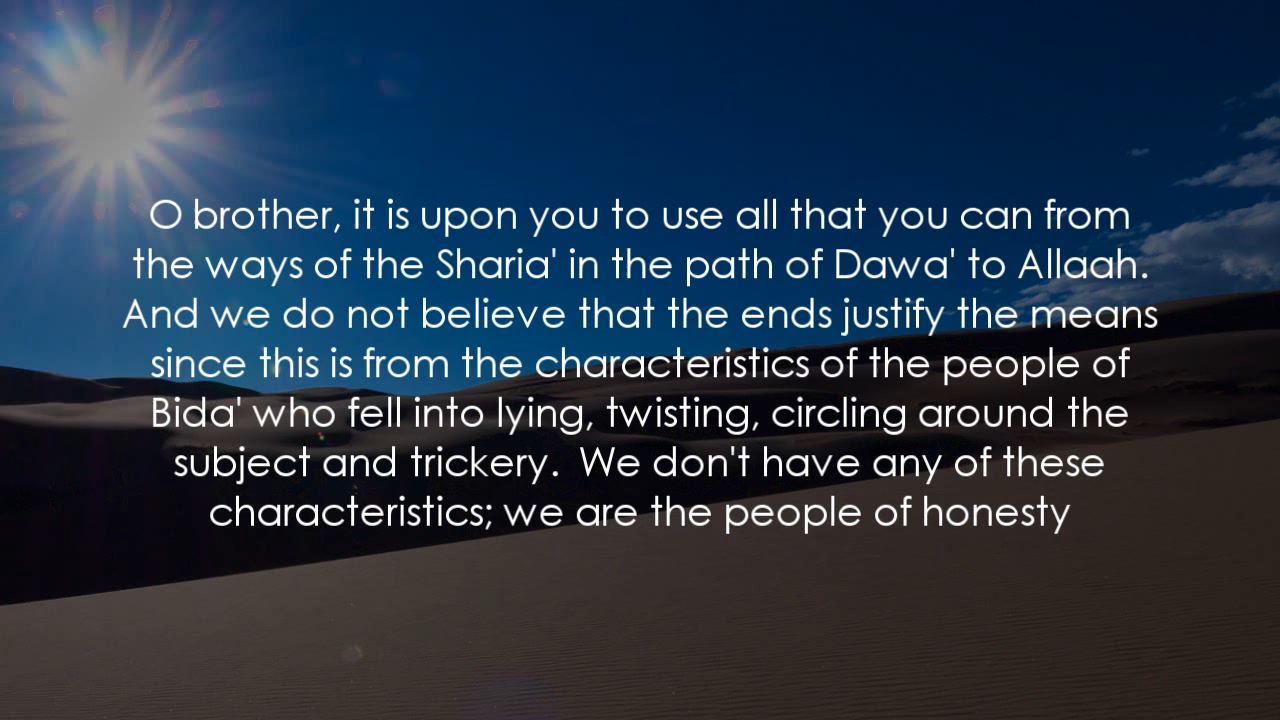 O brother, it is upon you to use all that you can from
the ways of the Sharia' in the path of Dawa' to Allaah.
And we do not believe that the ends justify the means
since this is from the characteristics of the people of
Bida' who fell into lying, twisting, circling around the
subject and trickery.  We don't have any of these
characteristics; we are the people of honesty